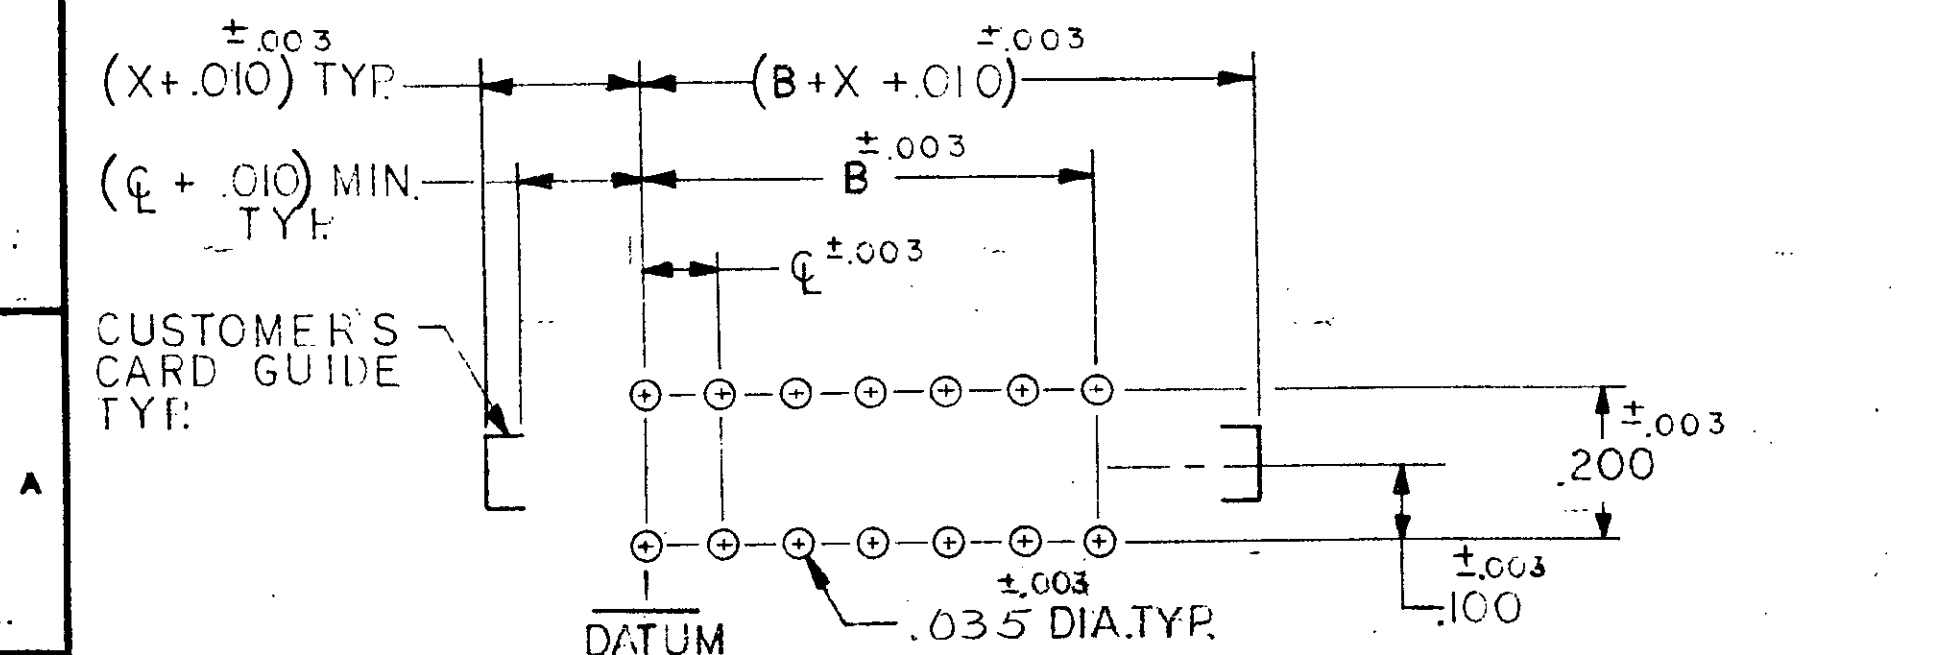 ±.003
(X+.010) TYP.
±.003
(B+X +.010)
(℄ + .010) MIN.
TYP.
±.003
B
℄ ±.003
CUSTOMER'S
CARD GUIDE
TYP.
A
±.003
.200
±.003
.100
±.003
.035 DIA.TYP.
DATUM